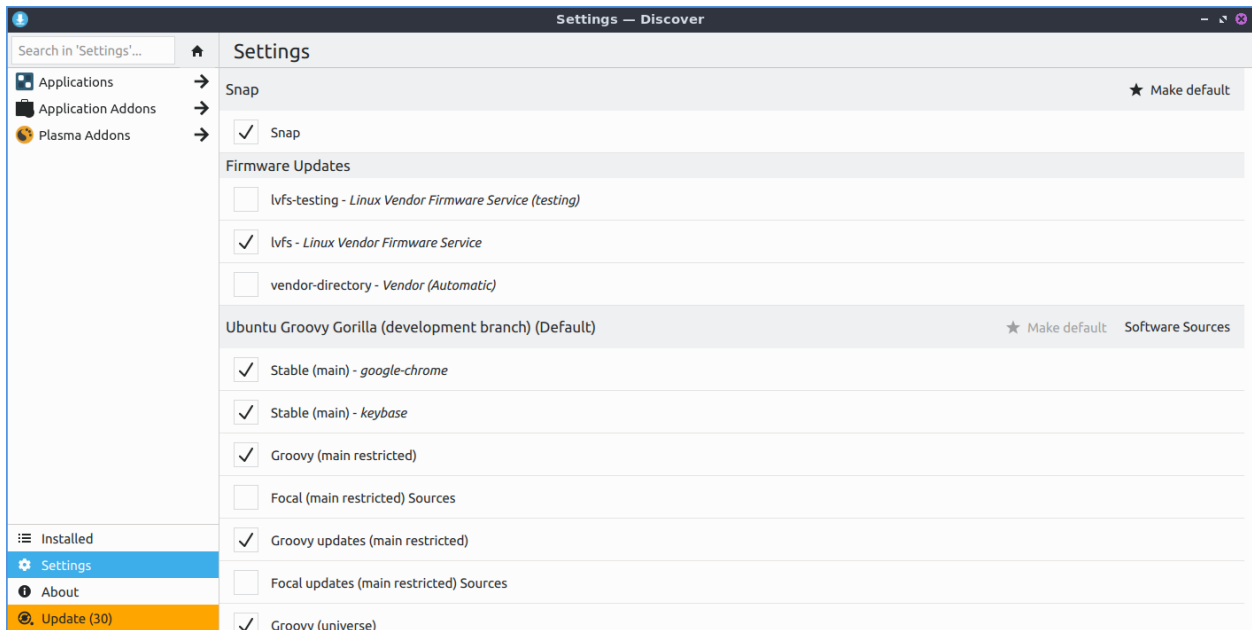 Settings — Discover
Search in 'Settings'...
Settings
Applications
Application Addons
Plasma Addons
Snap
Make default
Snap
Firmware Updates
lvfs-testing - Linux Vendor Firmware Service (testing)
lvfs - Linux Vendor Firmware Service
vendor-directory - Vendor (Automatic)
Ubuntu Groovy Gorilla (development branch) (Default)
Make default
Software Sources
Stable (main) - google-chrome
Stable (main) - keybase
Groovy (main restricted)
Focal (main restricted) Sources
Groovy updates (main restricted)
Focal updates (main restricted) Sources
Groovy (universe)
Installed
Settings
About
Update (30)